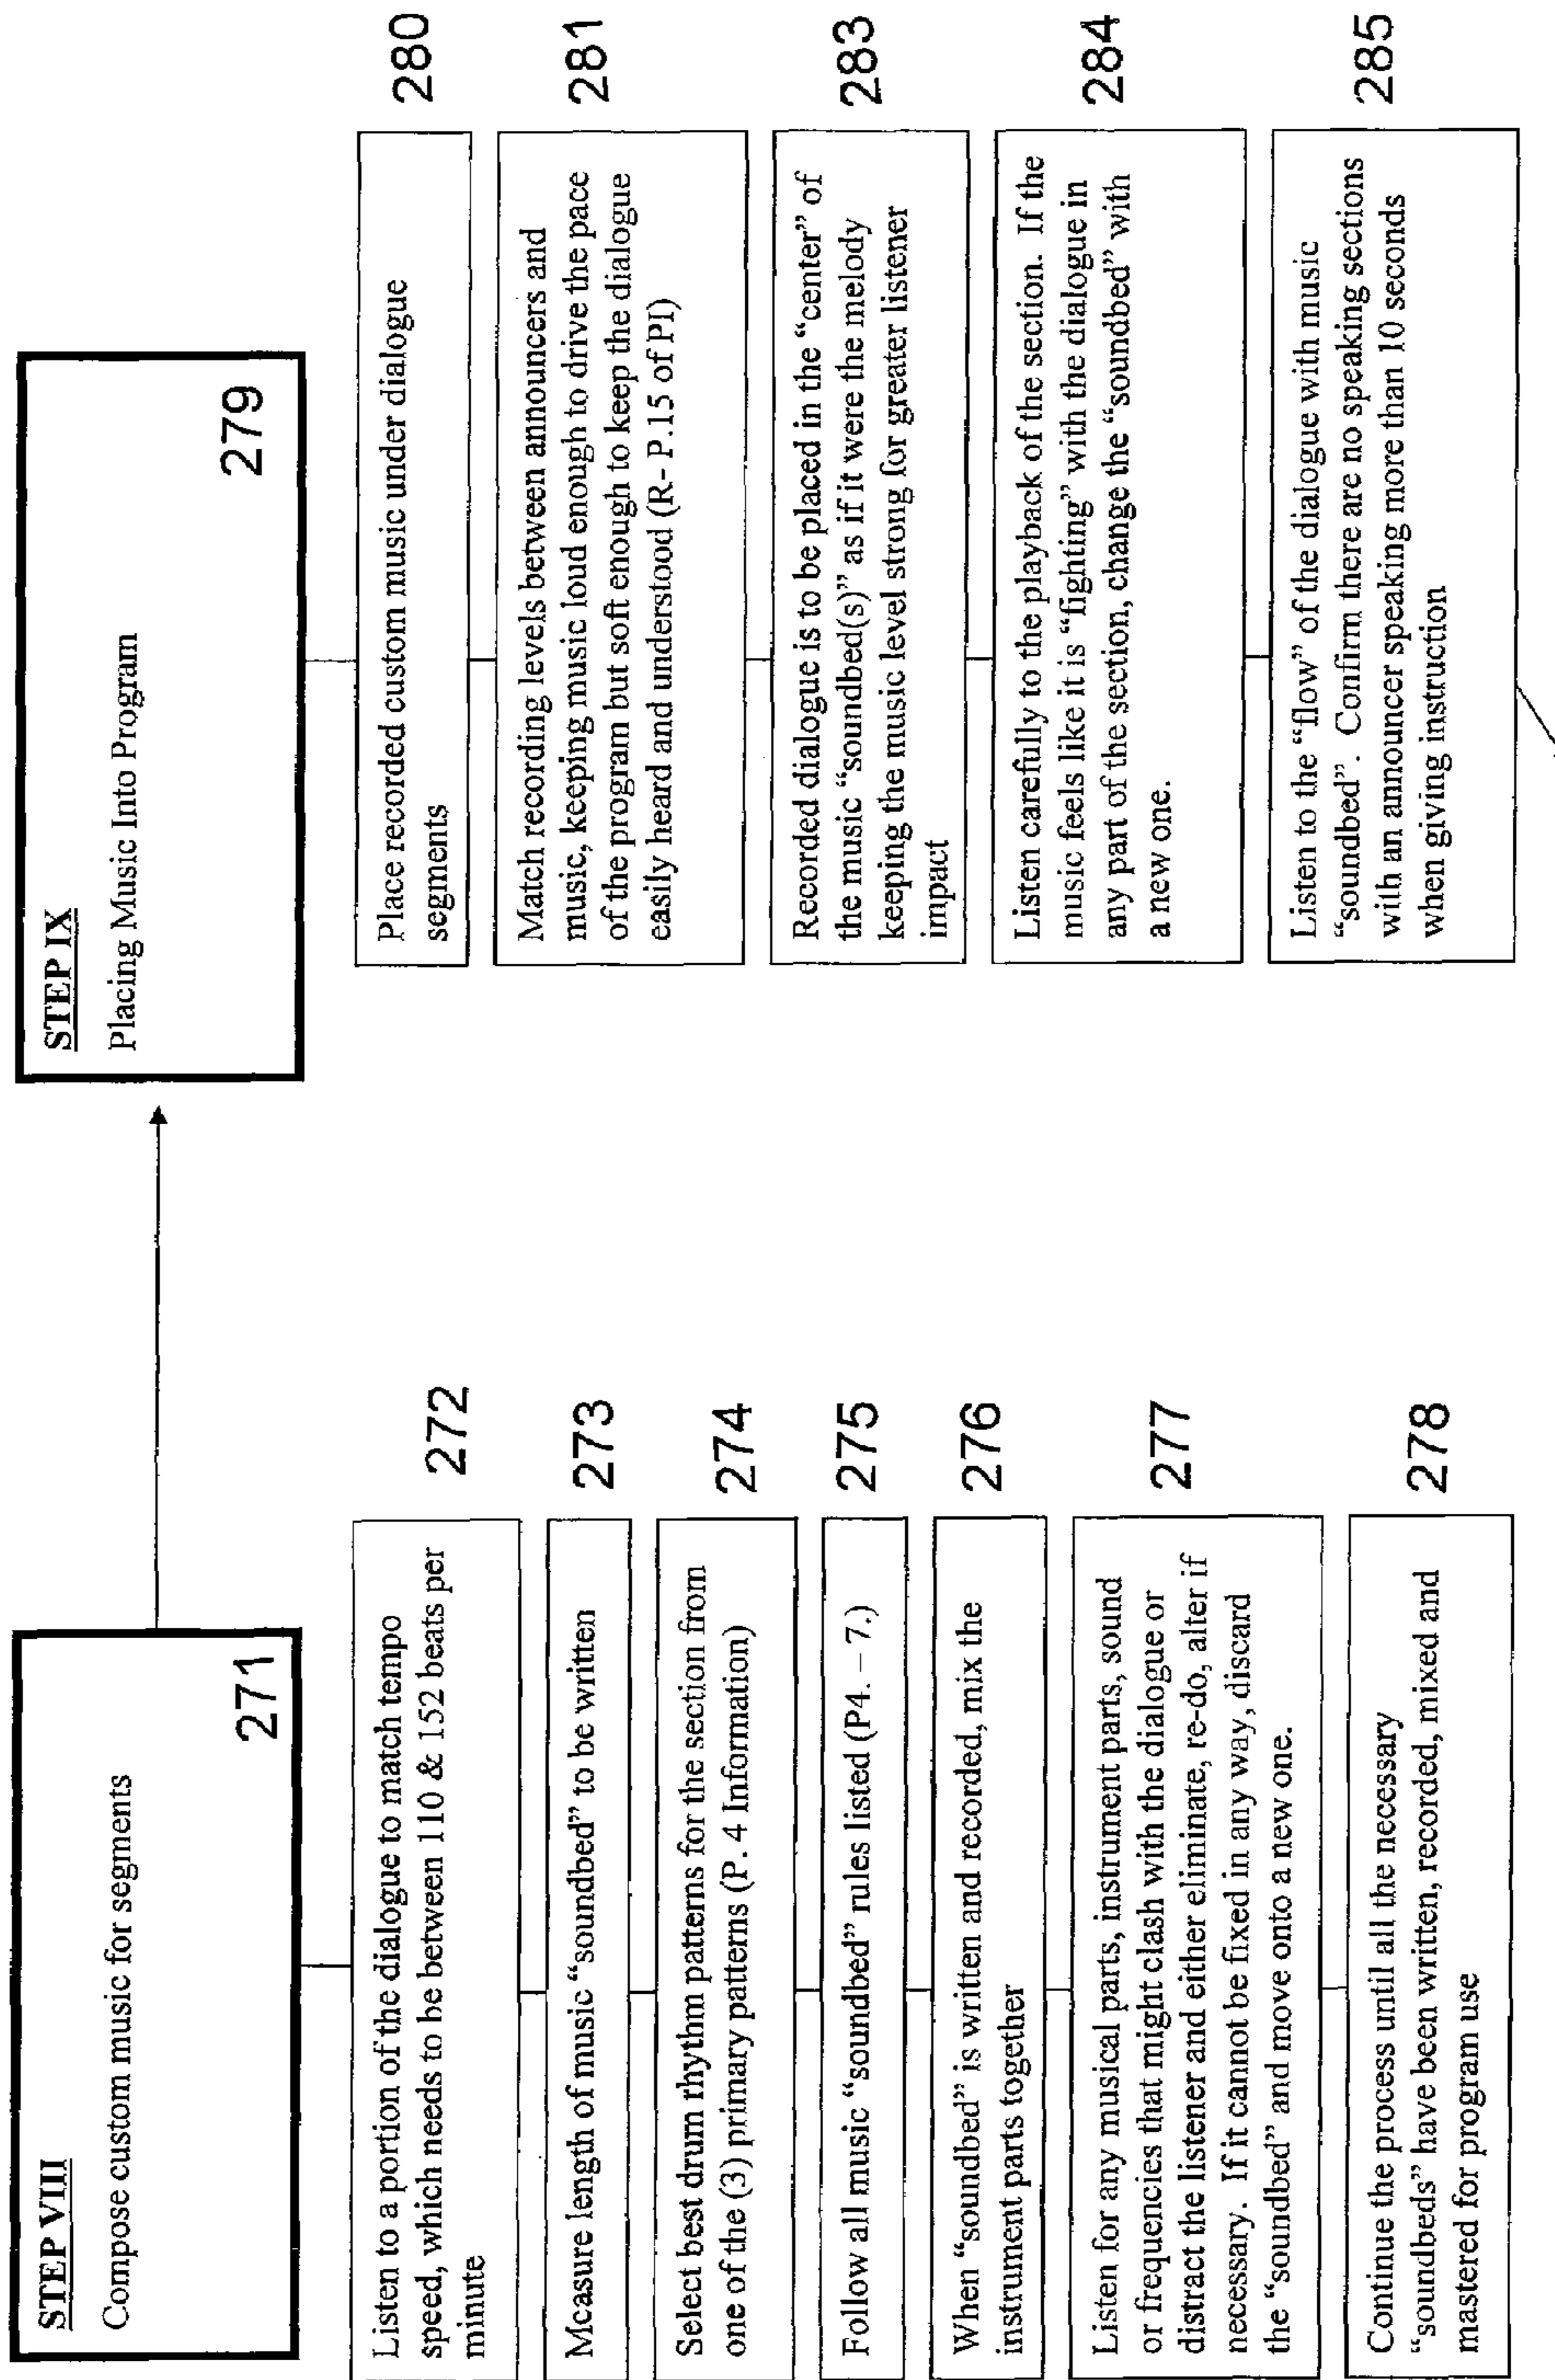 STEP VIII
Compose custom music for segments
271
Listen to a portion of the dialogue to match tempo
speed, which needs to be between 110 & 152 beats per
minute
272
Measure length of music “soundbed” to be written
273
Select best drum rhythm patterns for the section from
one of the (3) primary patterns (P. 4 Information)
274
Follow all music “soundbed” rules listed (P4. – 7.)
275
When “soundbed” is written and recorded, mix the
instrument parts together
276
Listen for any musical parts, instrument parts, sound
or frequencies that might clash with the dialogue or
distract the listener and either eliminate, re-do, alter if
necessary. If it cannot be fixed in any way, discard
the “soundbed” and move onto a new one.
277
Continue the process until all the necessary
“soundbeds” have been written, recorded, mixed and
mastered for program use
278
STEP IX
Placing Music Into Program
279
Place recorded custom music under dialogue
segments
280
Match recording levels between announcers and
music, keeping music loud enough to drive the pace
of the program but soft enough to keep the dialogue
easily heard and understood (R- P.15 of PI)
281
Recorded dialogue is to be placed in the “center” of
the music “soundbed(s)” as if it were the melody
keeping the music level strong for greater listener
impact
283
Listen carefully to the playback of the section. If the
music feels like it is “fighting” with the dialogue in
any part of the section, change the “soundbed” with
a new one.
284
Listen to the “flow” of the dialogue with music
“soundbed”. Confirm there are no speaking sections
with an announcer speaking more than 10 seconds
when giving instruction
285